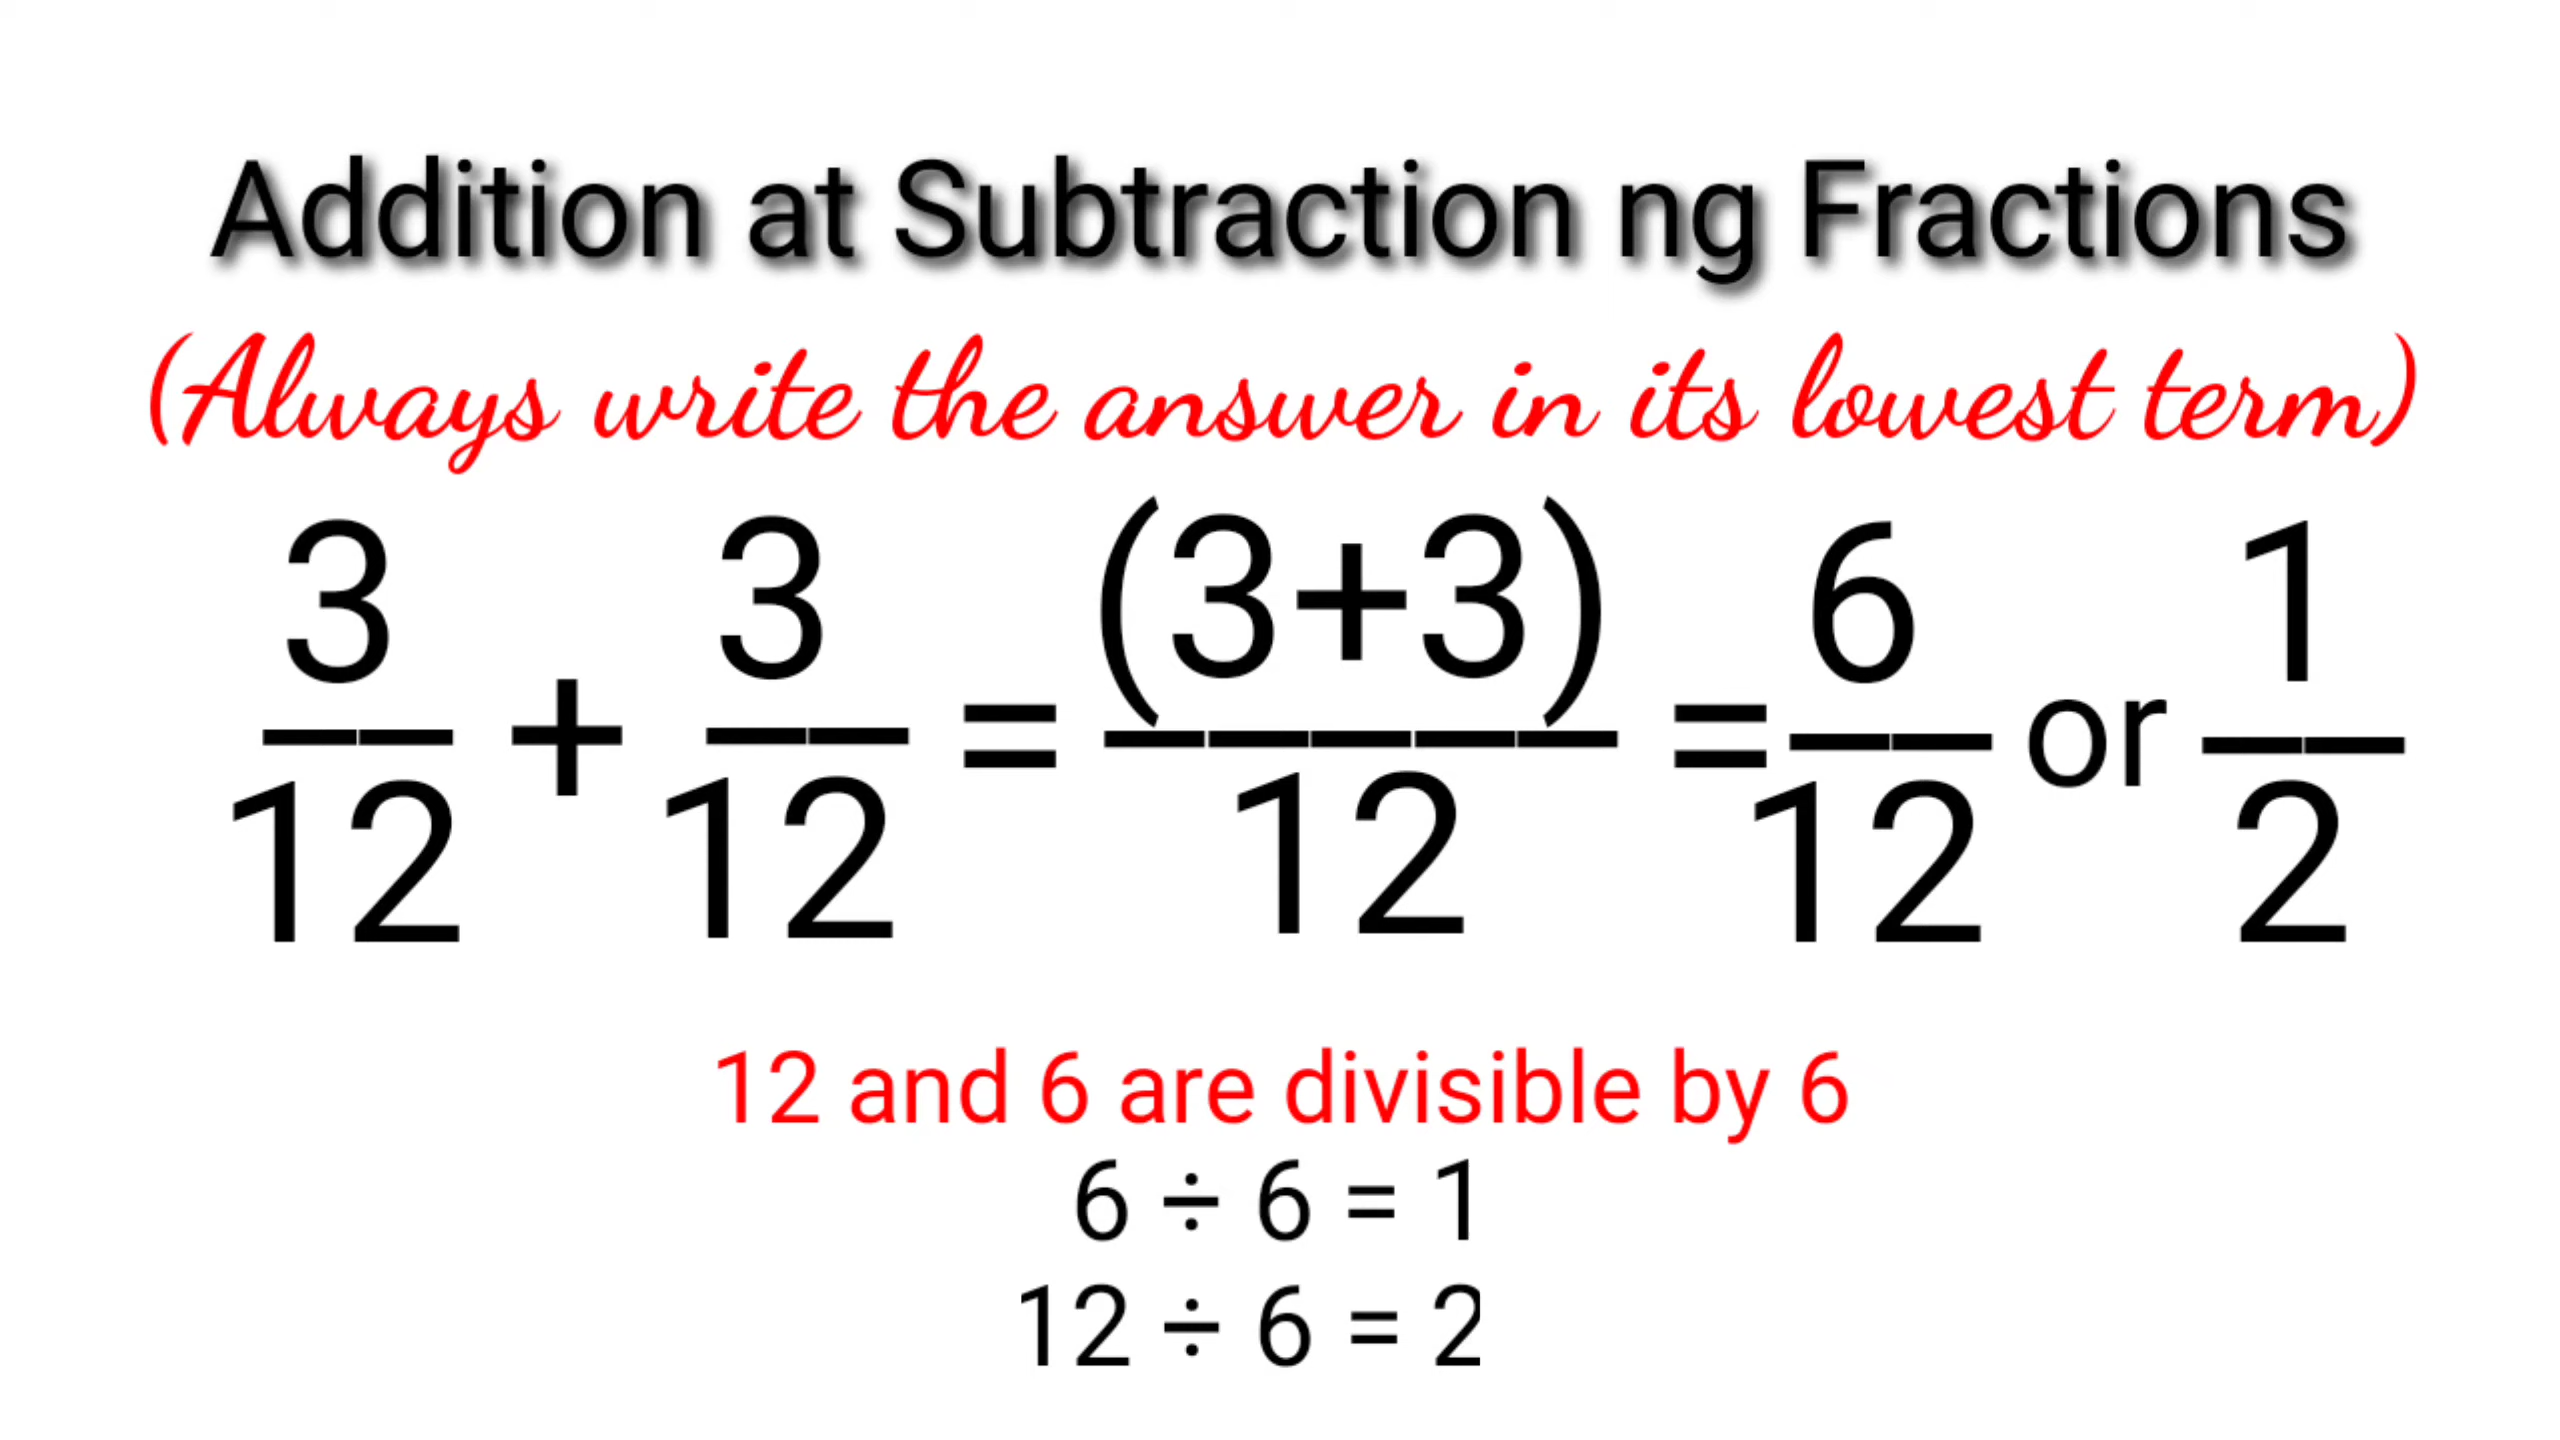 Addition at Subtraction ng Fractions
(Always write the answer in its lowest term)
3/12 + 3/12 = (3+3)/12 = 6/12 or 1/2
12 and 6 are divisible by 6
6 ÷ 6 = 1
12 ÷ 6 = 2